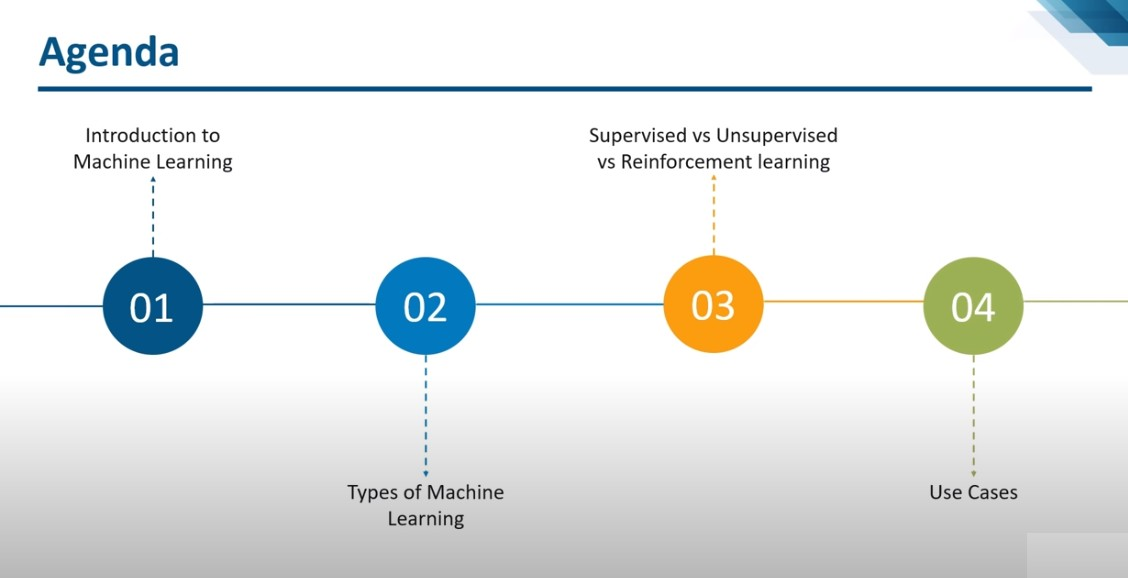 Agenda
Introduction to
Machine Learning
01
02
Types of Machine
Learning
Supervised vs Unsupervised
vs Reinforcement learning
03
04
Use Cases